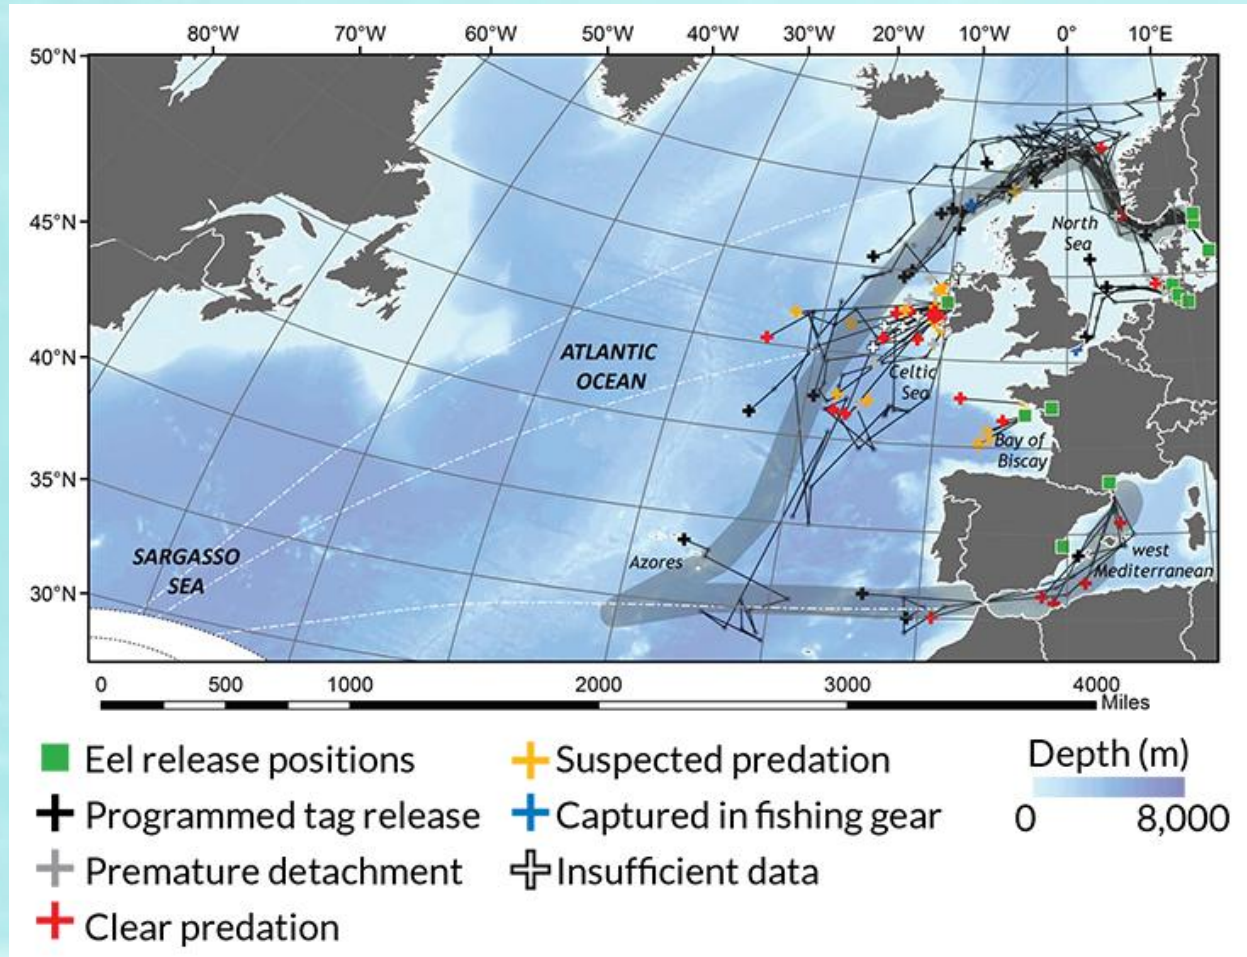 80°W 70°W 60°W 50°W 40°W 30°W 20°W 10°W 0° 10°E
50°N
45°N
40°N
35°N
30°N
North
Sea
ATLANTIC
OCEAN
Celtic
Sea
Bay of
Biscay
SARGASSO
SEA
Azores
west
Mediterranean
0 500 1000 2000 3000 4000
Miles
Eel release positions
Programmed tag release
Premature detachment
Clear predation
Suspected predation
Captured in fishing gear
Insufficient data
Depth (m)
0 8,000